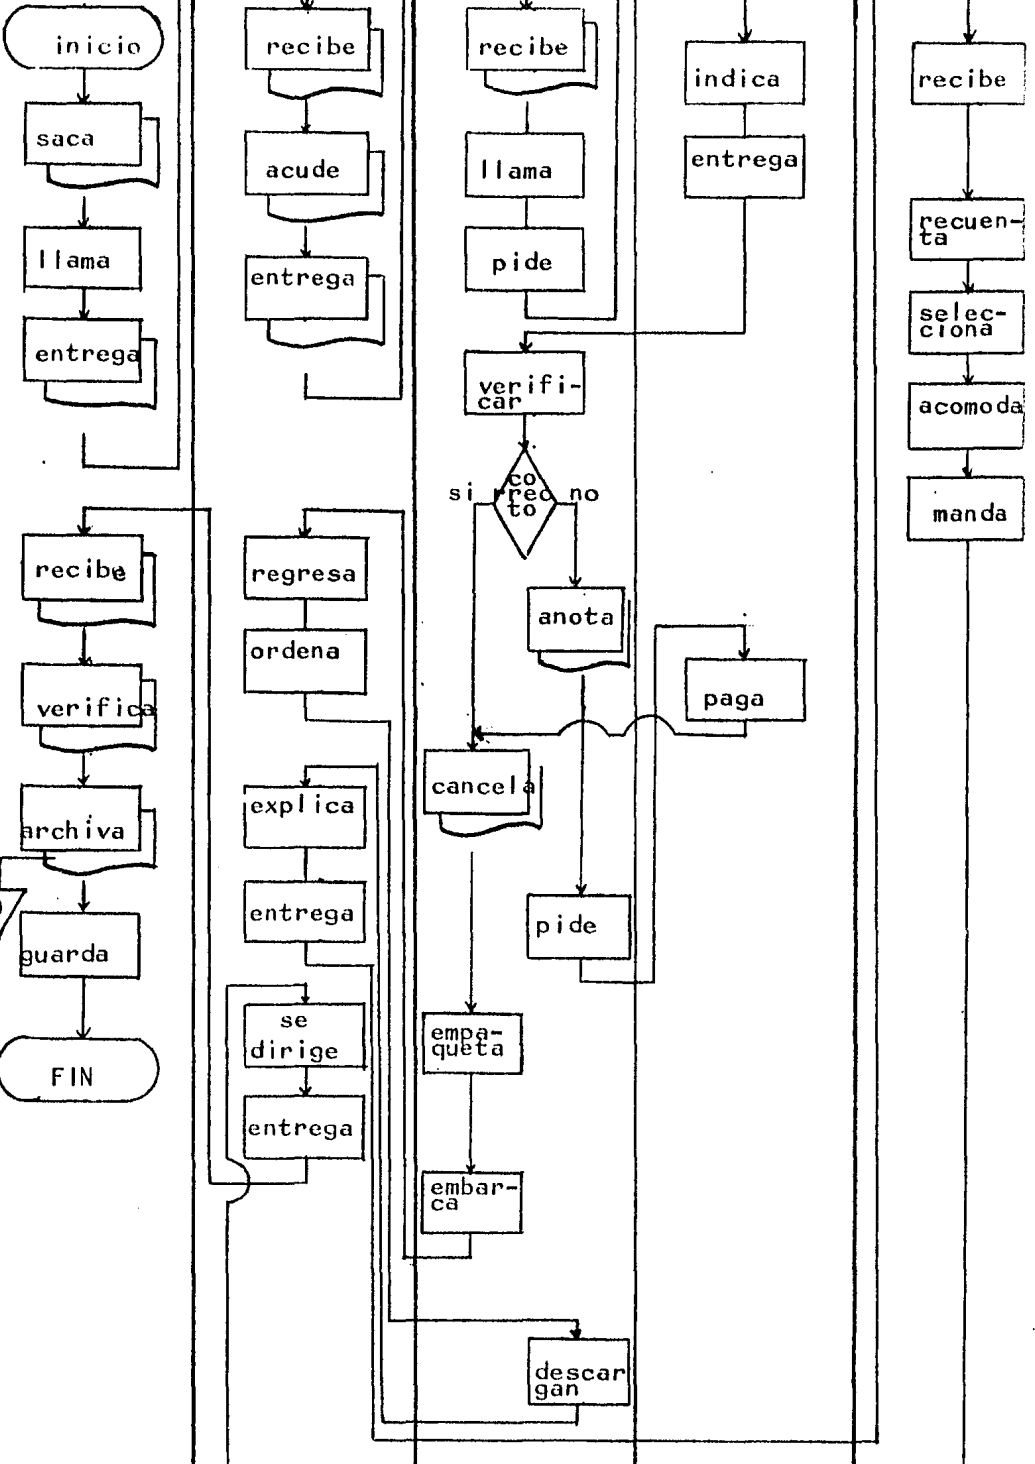 inicio
saca
llama
entrega
recibe
verifica
archiva
guarda
FIN
recibe
acude
entrega
regresa
ordena
explica
entrega
se
dirige
entrega
recibe
llama
pide
verifi-
car
si
co
rrec
to
no
anota
cancela
pide
empa-
queta
embar-
ca
descar
gan
indica
entrega
paga
recibe
recuen-
ta
selec-
ciona
acomoda
manda